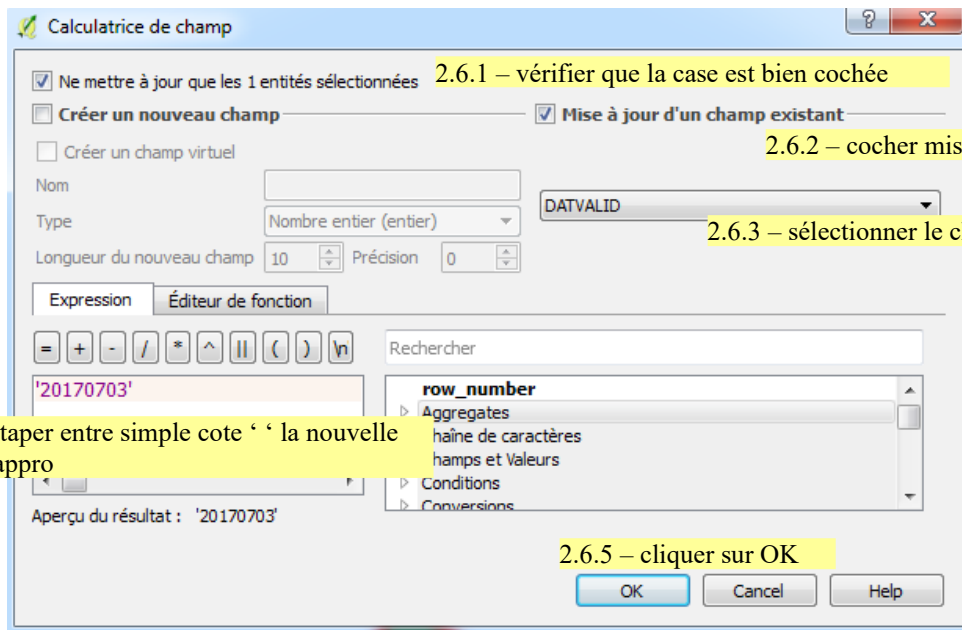 Calculatrice de champ
Ne mettre à jour que les 1 entités sélectionnées 2.6.1 – vérifier que la case est bien cochée
Créer un nouveau champ Mise à jour d'un champ existant
Créer un champ virtuel 2.6.2 – cocher mis
Nom
DATVALID
Type Nombre entier (entier)
2.6.3 – sélectionner le c
Longueur du nouveau champ 10 Précision 0
Expression Éditeur de fonction
= + - / * ^ || ( ) \n Rechercher
'20170703' row_number
Aggregates
taper entre simple cote ‘ ‘ la nouvelle haîne de caractères
appro hamps et Valeurs
Conditions
Conversions
Aperçu du résultat : '20170703'
2.6.5 – cliquer sur OK
OK Cancel Help